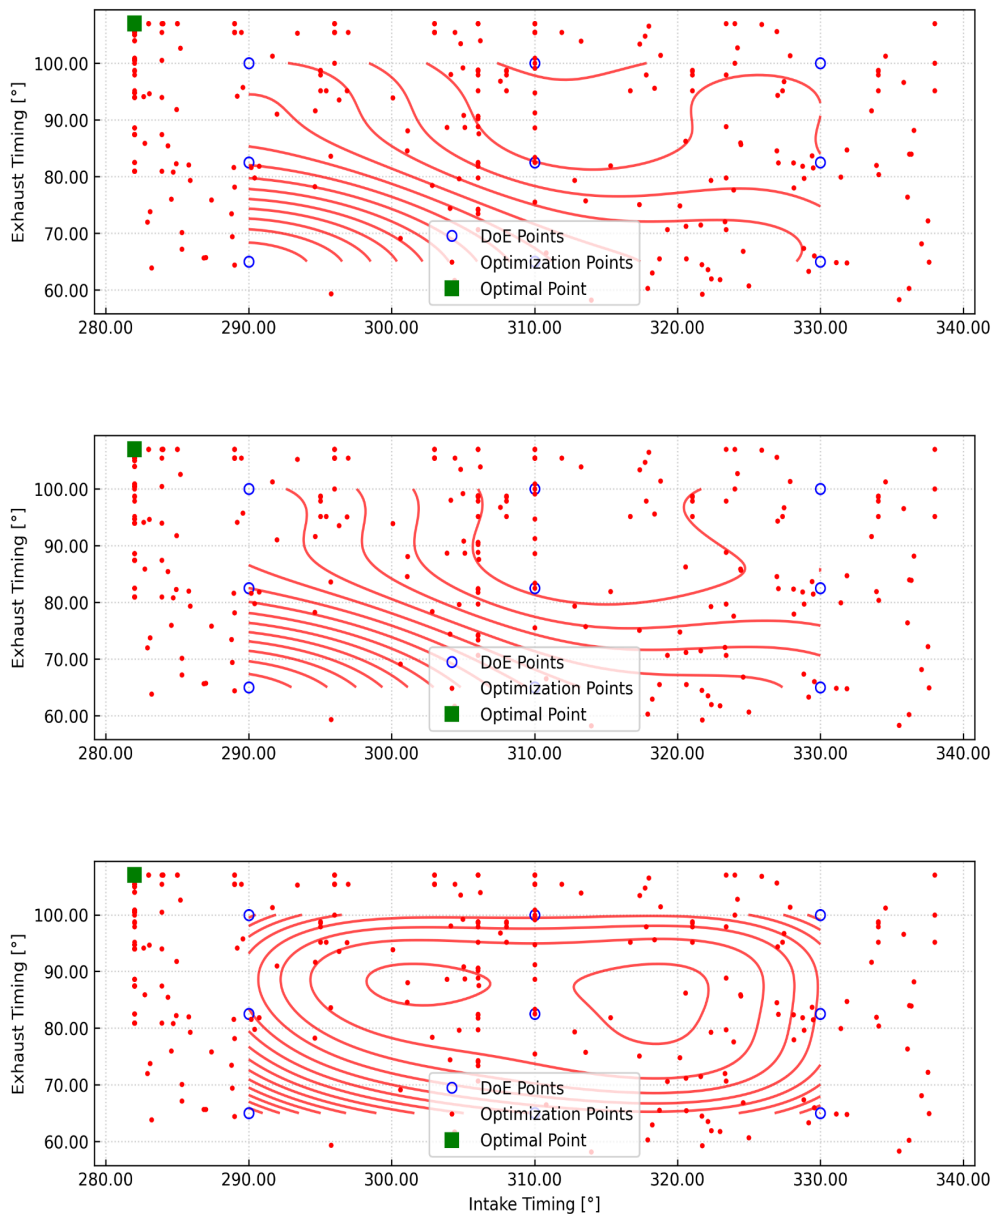 100.00
90.00
80.00
70.00
60.00
Exhaust Timing [°]
DoE Points
Optimization Points
Optimal Point
280.00 290.00 300.00 310.00 320.00 330.00 340.00
100.00
90.00
80.00
70.00
60.00
Exhaust Timing [°]
DoE Points
Optimization Points
Optimal Point
280.00 290.00 300.00 310.00 320.00 330.00 340.00
100.00
90.00
80.00
70.00
60.00
Exhaust Timing [°]
DoE Points
Optimization Points
Optimal Point
280.00 290.00 300.00 310.00 320.00 330.00 340.00
Intake Timing [°]